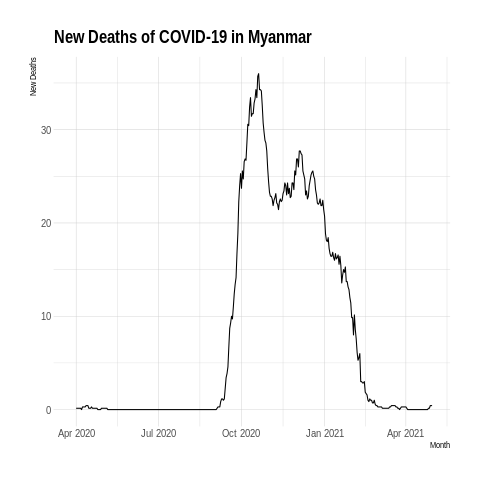 New Deaths of COVID-19 in Myanmar
New Deaths
30
20
10
0
Apr 2020 Jul 2020 Oct 2020 Jan 2021 Apr 2021
Month